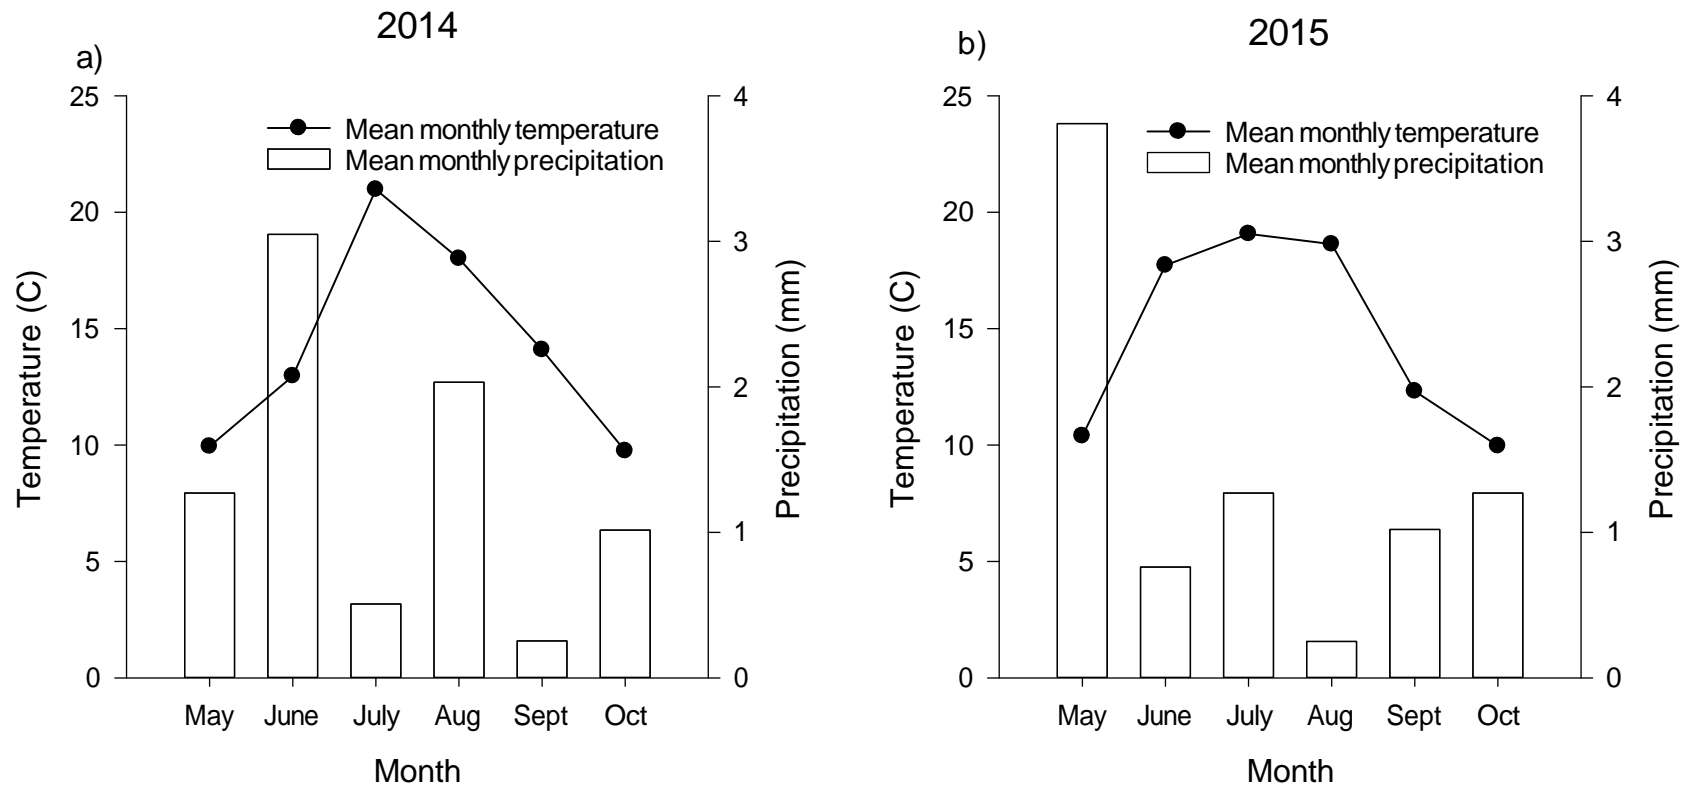 2014
a)
25
20
15
10
5
0
Temperature (C)
Mean monthly temperature
Mean monthly precipitation
4
3
2
1
0
Precipitation (mm)
May June July Aug Sept Oct
Month
2015
b)
25
20
15
10
5
0
Temperature (C)
Mean monthly temperature
Mean monthly precipitation
4
3
2
1
0
Precipitation (mm)
May June July Aug Sept Oct
Month